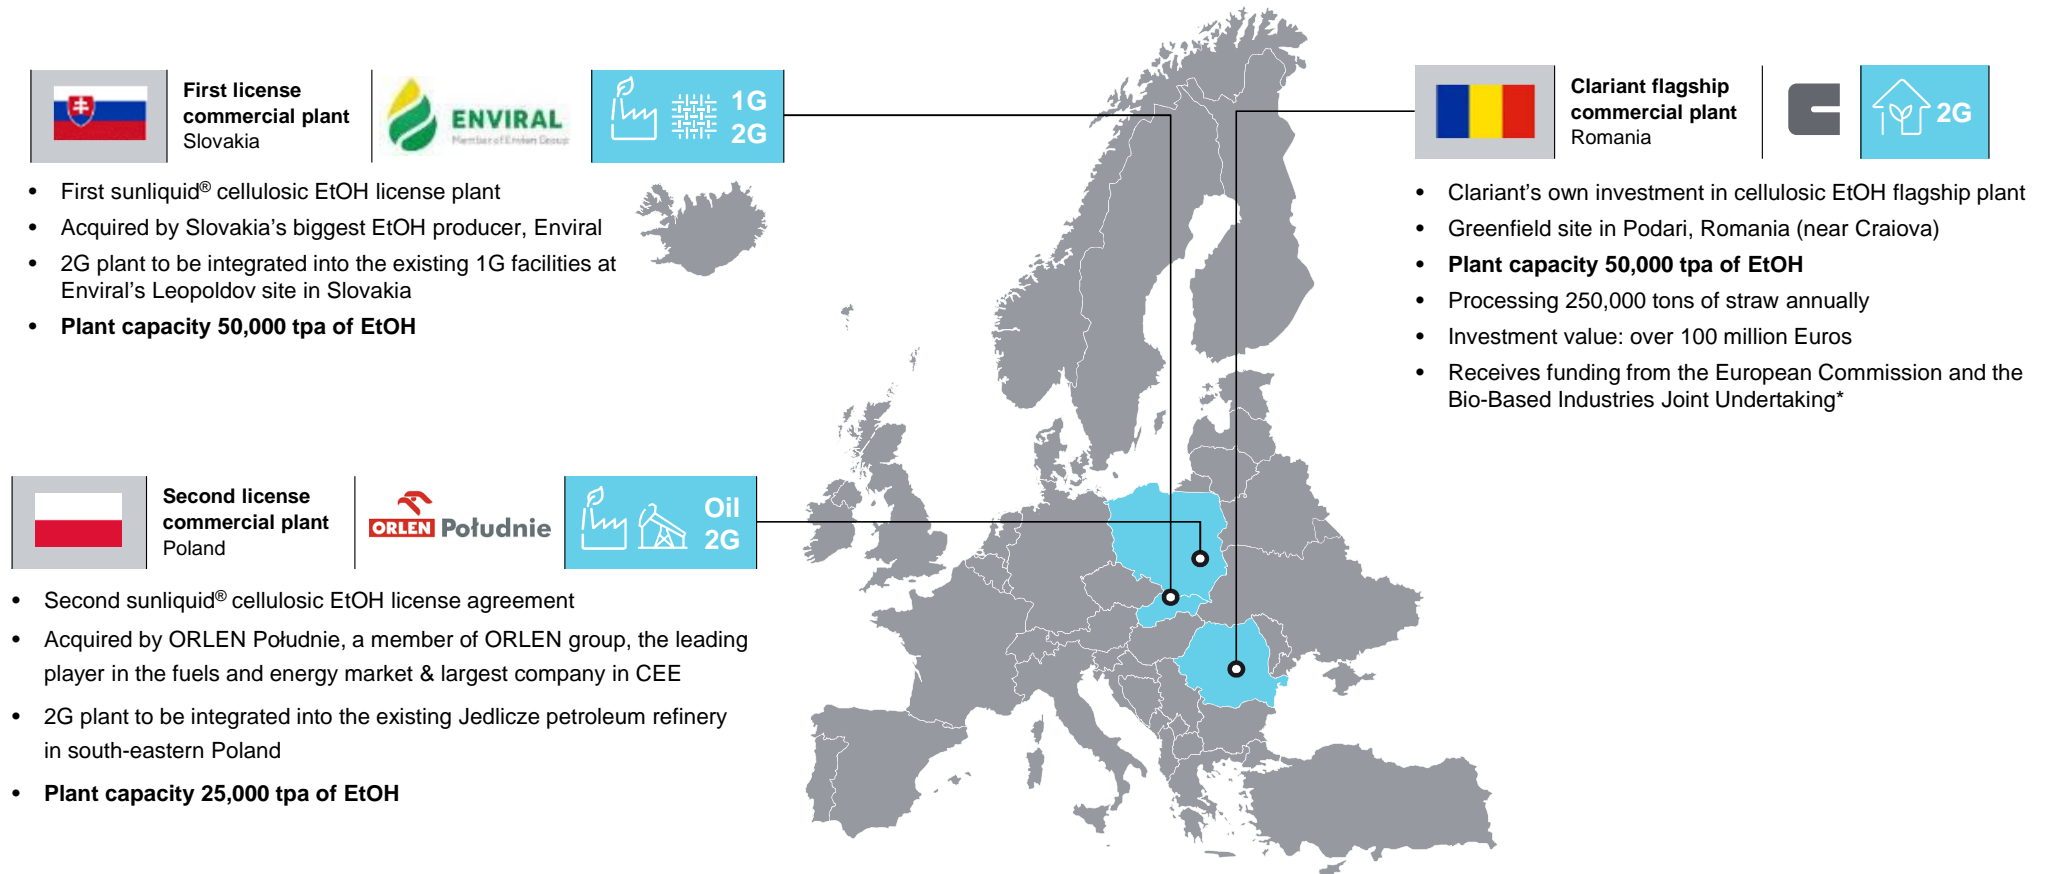 First license
commercial plant
Slovakia
ENVIRAL
Member of Envien Group
1G
2G
• First sunliquid® cellulosic EtOH license plant
• Acquired by Slovakia’s biggest EtOH producer, Enviral
• 2G plant to be integrated into the existing 1G facilities at
Enviral’s Leopoldov site in Slovakia
• Plant capacity 50,000 tpa of EtOH
Second license
commercial plant
Poland
ORLEN Południe
Oil
2G
• Second sunliquid® cellulosic EtOH license agreement
• Acquired by ORLEN Południe, a member of ORLEN group, the leading
player in the fuels and energy market & largest company in CEE
• 2G plant to be integrated into the existing Jedlicze petroleum refinery
in south-eastern Poland
• Plant capacity 25,000 tpa of EtOH
Clariant flagship
commercial plant
Romania
2G
• Clariant’s own investment in cellulosic EtOH flagship plant
• Greenfield site in Podari, Romania (near Craiova)
• Plant capacity 50,000 tpa of EtOH
• Processing 250,000 tons of straw annually
• Investment value: over 100 million Euros
• Receives funding from the European Commission and the
Bio-Based Industries Joint Undertaking*